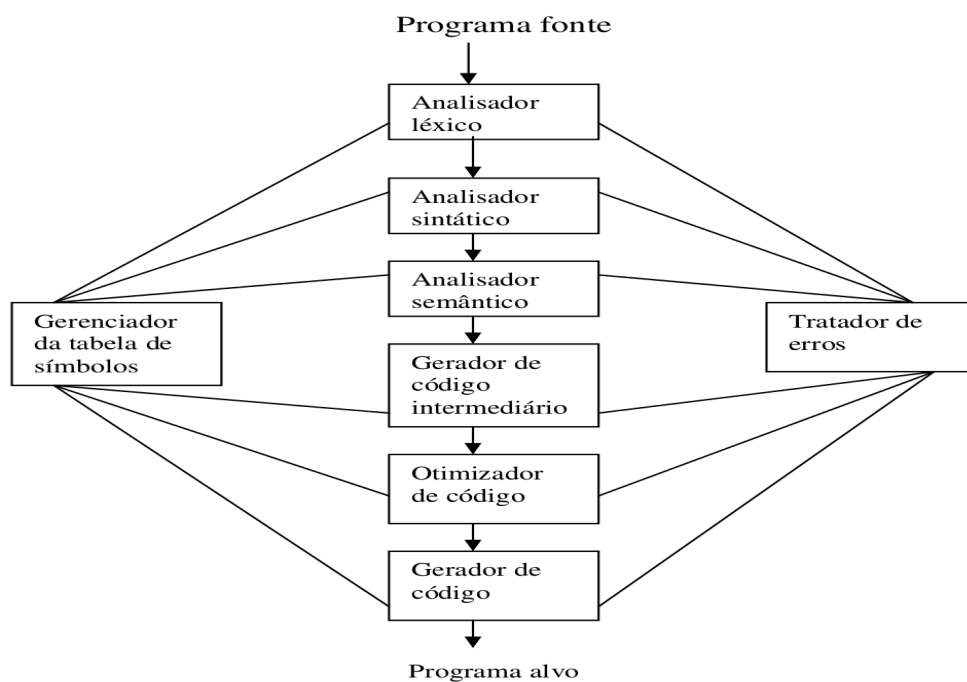 Programa fonte
Analisador
léxico
Analisador
sintático
Analisador
semântico
Gerenciador
da tabela de
símbolos
Tratador de
erros
Gerador de
código
intermediário
Otimizador
de código
Gerador de
código
Programa alvo